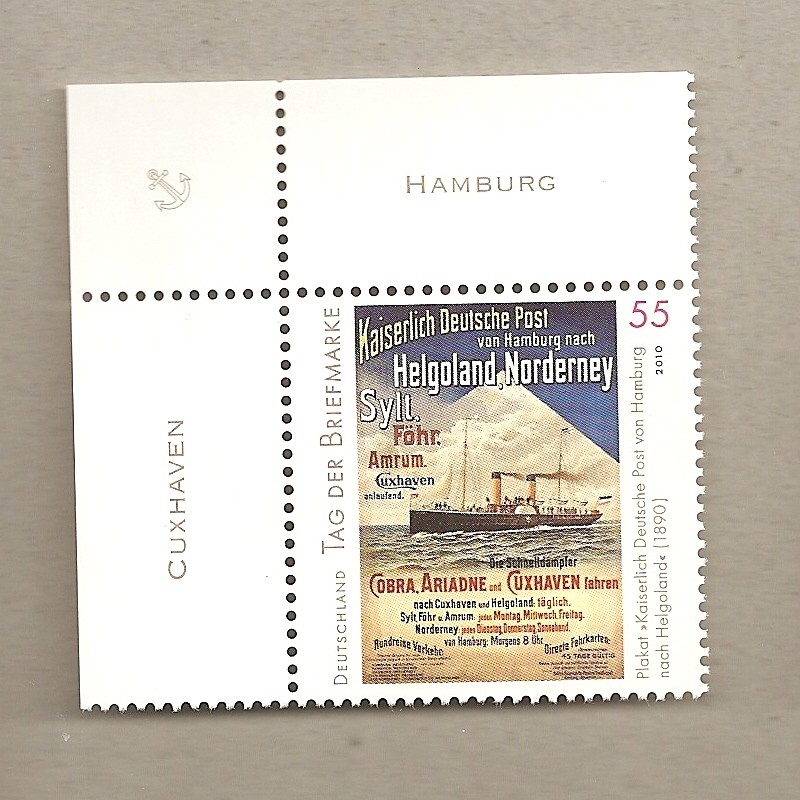 HAMBURG
CUXHAVEN
DEUTSCHLAND TAG DER BRIEFMARKE
55
2010
Kaiserlich Deutsche Post
von Hamburg nach
Helgoland, Norderney
Sylt.
Föhr.
Amrum.
Cuxhaven
anlaufend.
Die Schnelldampfer
COBRA, ARIADNE und CUXHAVEN fahren
nach Cuxhaven und Helgoland: täglich.
Sylt, Föhr u. Amrum: jeden Montag, Mittwoch, Freitag.
Norderney: jeden Dienstag, Donnerstag, Sonnabend.
von Hamburg: Morgens 8 Uhr.
Rundreise Verkehr:
Directe Fahrkarten:
45 TAGE GÜLTIG
Plakat »Kaiserlich Deutsche Post von Hamburg
nach Helgoland« (1890)